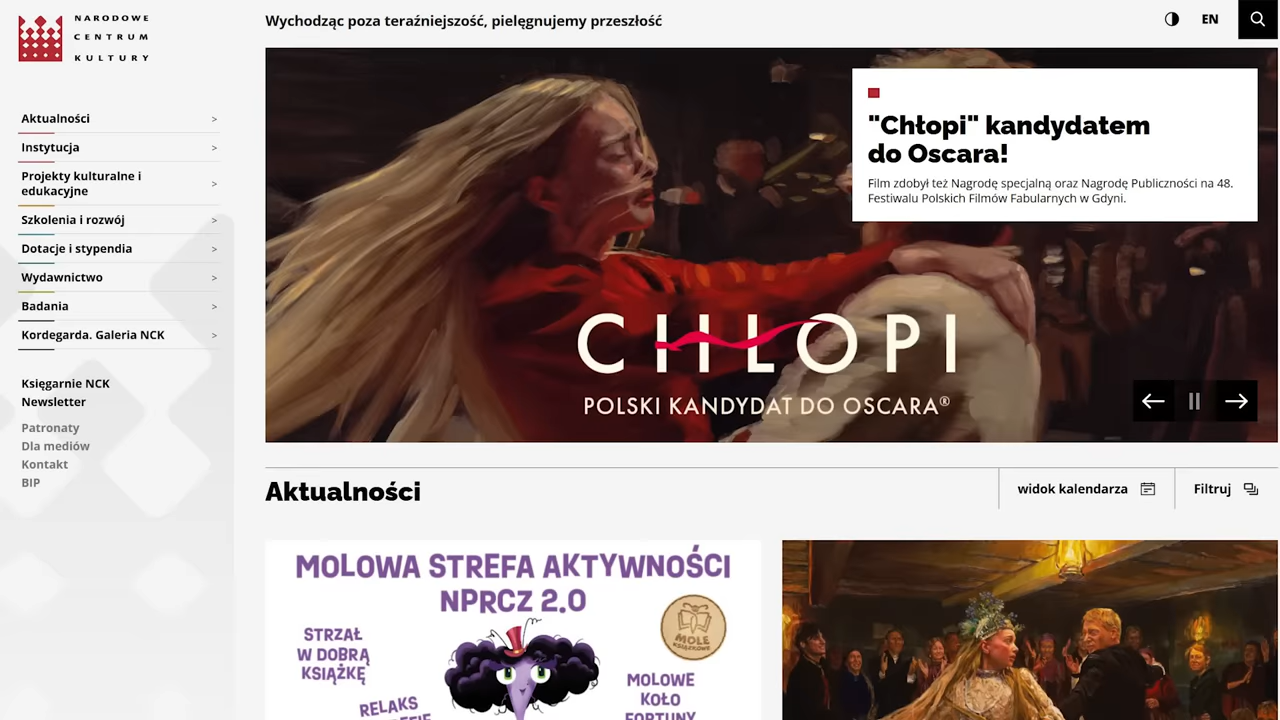 NARODOWE
CENTRUM
KULTURY
Wychodząc poza teraźniejszość, pielęgnujemy przeszłość
EN
Aktualności >
Instytucja >
Projekty kulturalne i
edukacyjne >
Szkolenia i rozwój >
Dotacje i stypendia >
Wydawnictwo >
Badania >
Kordegarda. Galeria NCK >
Księgarnie NCK
Newsletter
Patronaty
Dla mediów
Kontakt
BIP
"Chłopi" kandydatem
do Oscara!
Film zdobył też Nagrodę specjalną oraz Nagrodę Publiczności na 48.
Festiwalu Polskich Filmów Fabularnych w Gdyni.
CHŁOPI
POLSKI KANDYDAT DO OSCARA®
Aktualności
widok kalendarza
Filtruj
MOLOWA STREFA AKTYWNOŚCI
NPRCZ 2.0
STRZAŁ
W DOBRĄ
KSIĄŻKĘ
MOLE
KSIĄŻKOWE
RELAKS
MOLOWE
KOŁO
FORTUNY